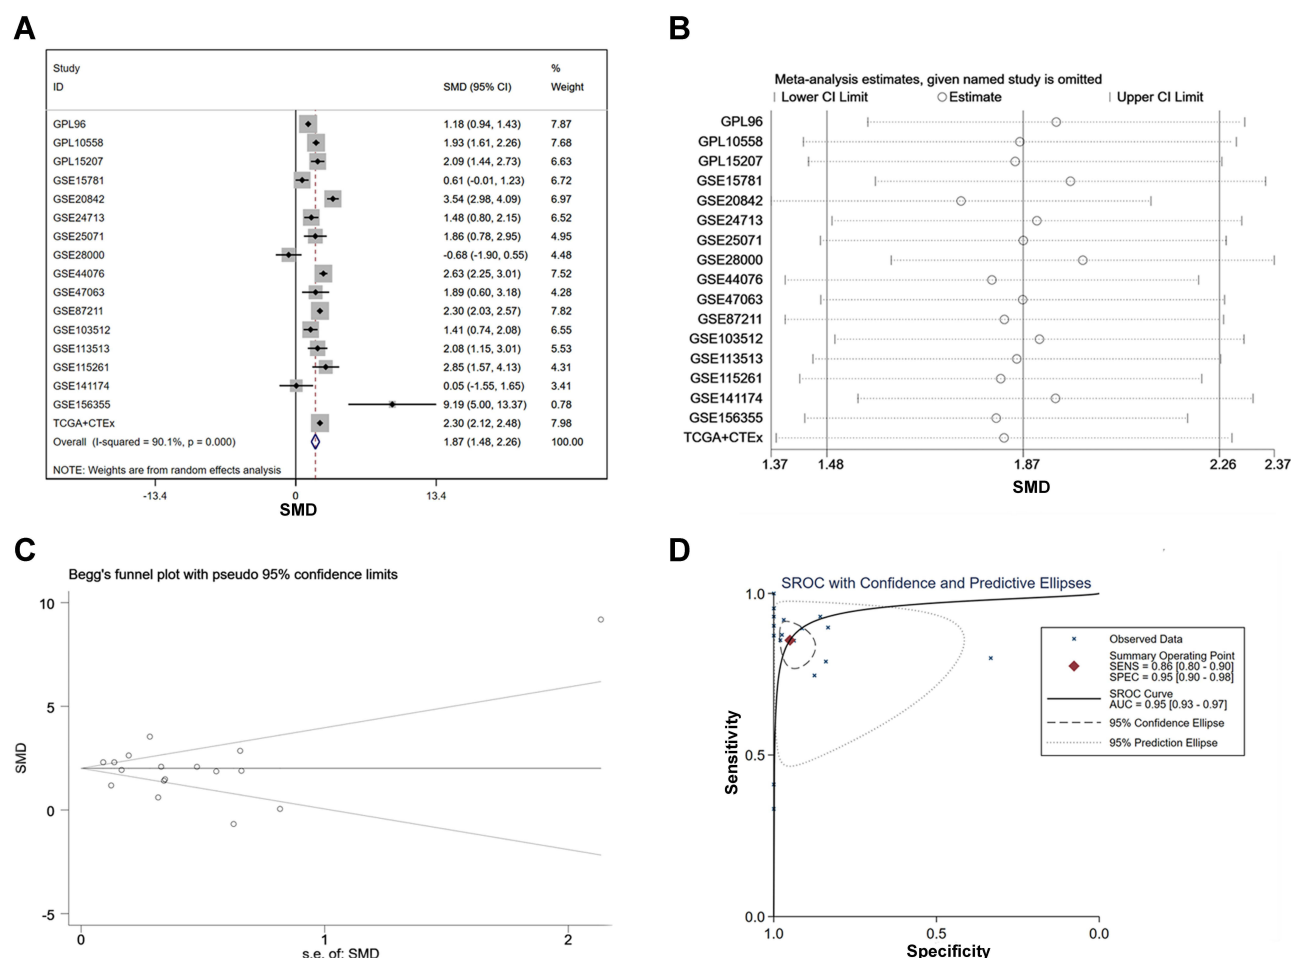 A
Study %
ID SMD (95% CI) Weight
GPL96 1.18 (0.94, 1.43) 7.87
GPL10558 1.93 (1.61, 2.26) 7.68
GPL15207 2.09 (1.44, 2.73) 6.63
GSE15781 0.61 (-0.01, 1.23) 6.72
GSE20842 3.54 (2.98, 4.09) 6.97
GSE24713 1.48 (0.80, 2.15) 6.52
GSE25071 1.86 (0.78, 2.95) 4.95
GSE28000 -0.68 (-1.90, 0.55) 4.48
GSE44076 2.63 (2.25, 3.01) 7.52
GSE47063 1.89 (0.60, 3.18) 4.28
GSE87211 2.30 (2.03, 2.57) 7.82
GSE103512 1.41 (0.74, 2.08) 6.55
GSE113513 2.08 (1.15, 3.01) 5.53
GSE115261 2.85 (1.57, 4.13) 4.31
GSE141174 0.05 (-1.55, 1.65) 3.41
GSE156355 9.19 (5.00, 13.37) 0.78
TCGA+CTEx 2.30 (2.12, 2.48) 7.98
Overall (I-squared = 90.1%, p = 0.000) 1.87 (1.48, 2.26) 100.00
NOTE: Weights are from random effects analysis
-13.4 0 13.4
SMD
B
Meta-analysis estimates, given named study is omitted
Lower CI Limit Estimate Upper CI Limit
GPL96
GPL10558
GPL15207
GSE15781
GSE20842
GSE24713
GSE25071
GSE28000
GSE44076
GSE47063
GSE87211
GSE103512
GSE113513
GSE115261
GSE141174
GSE156355
TCGA+CTEx
1.37 1.48 1.87 2.26 2.37
SMD
C
Begg's funnel plot with pseudo 95% confidence limits
10
5
0
-5
SMD
0 1 2
s.e. of: SMD
D
SROC with Confidence and Predictive Ellipses
1.0
0.5
0.0
Sensitivity
1.0 0.5 0.0
Specificity
Observed Data
Summary Operating Point
SENS = 0.86 [0.80 - 0.90]
SPEC = 0.95 [0.90 - 0.98]
SROC Curve
AUC = 0.95 [0.93 - 0.97]
95% Confidence Ellipse
95% Prediction Ellipse